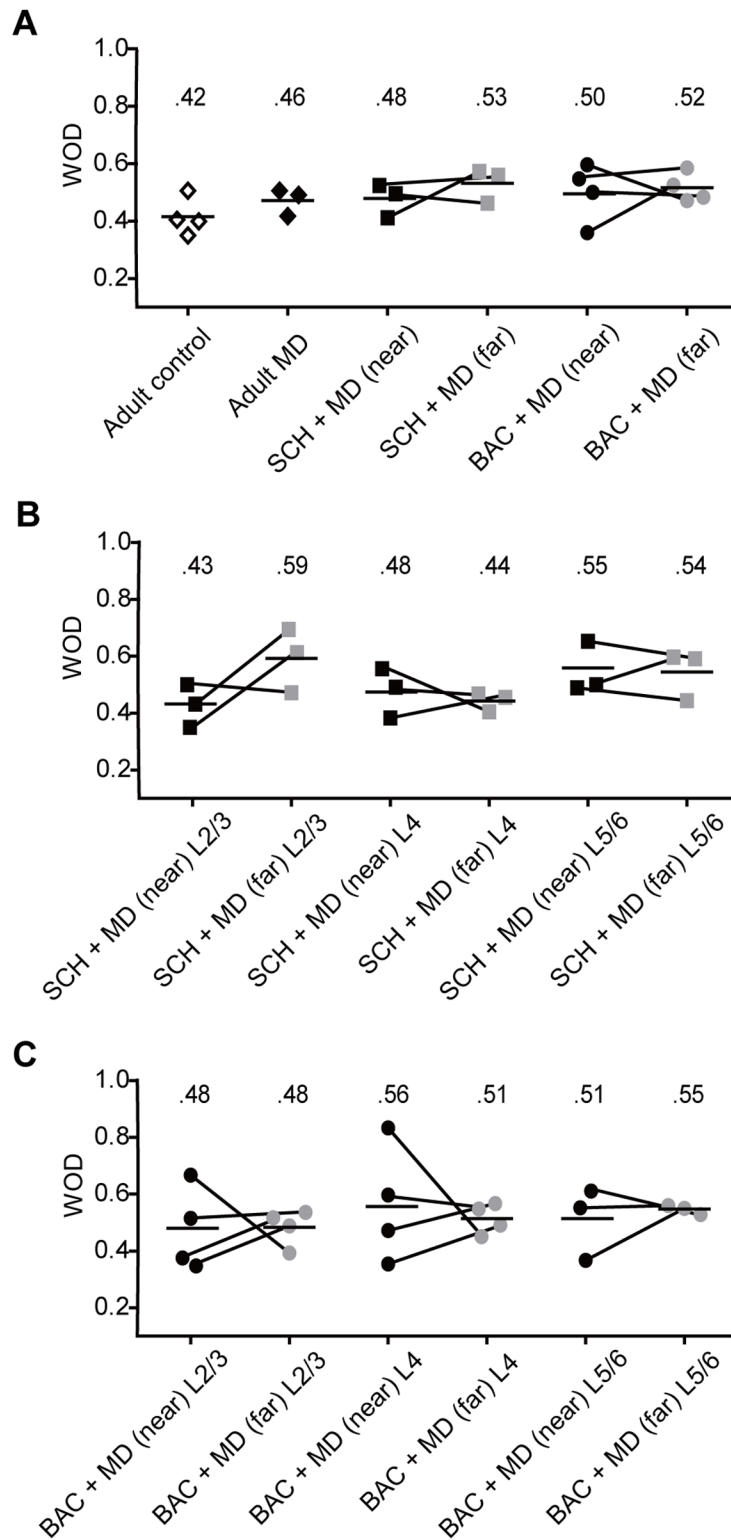 A
1.0
0.8
0.6
0.4
0.2
WOD
.42 .46 .48 .53 .50 .52
Adult control
Adult MD
SCH + MD (near)
SCH + MD (far)
BAC + MD (near)
BAC + MD (far)
B
1.0
0.8
0.6
0.4
0.2
WOD
.43 .59 .48 .44 .55 .54
SCH + MD (near) L2/3
SCH + MD (far) L2/3
SCH + MD (near) L4
SCH + MD (far) L4
SCH + MD (near) L5/6
SCH + MD (far) L5/6
C
1.0
0.8
0.6
0.4
0.2
WOD
.48 .48 .56 .51 .51 .55
BAC + MD (near) L2/3
BAC + MD (far) L2/3
BAC + MD (near) L4
BAC + MD (far) L4
BAC + MD (near) L5/6
BAC + MD (far) L5/6